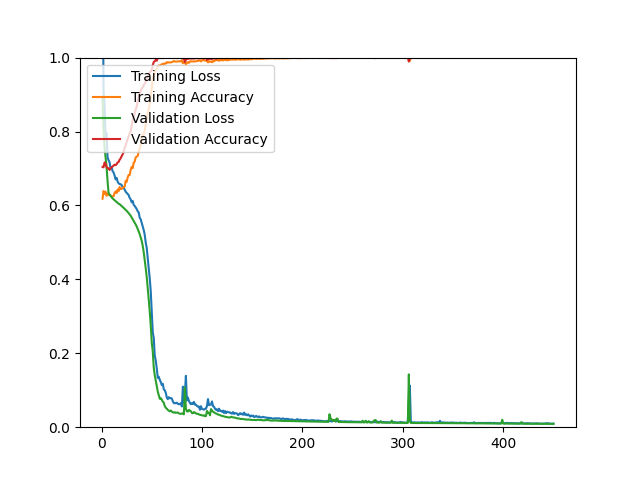 1.0
0.8
0.6
0.4
0.2
0.0
Training Loss
Training Accuracy
Validation Loss
Validation Accuracy
0 100 200 300 400